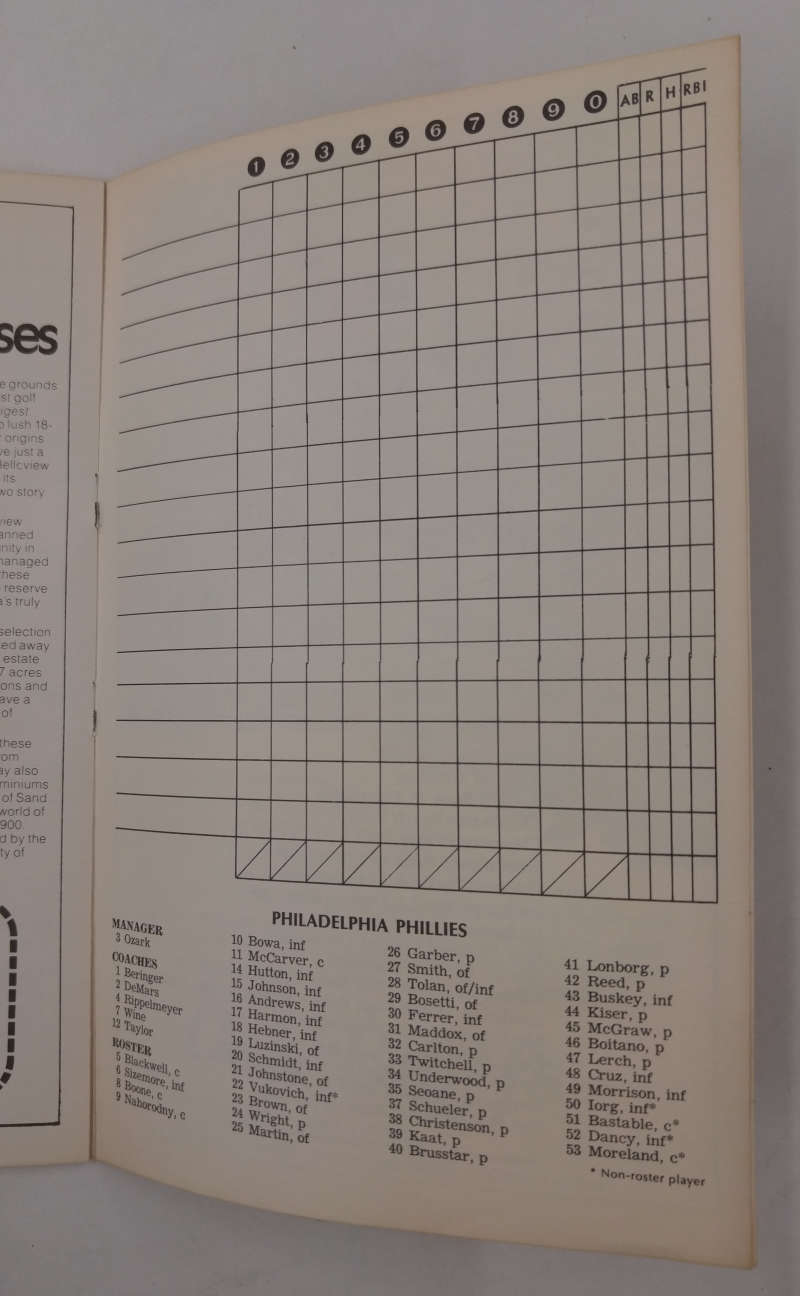 ses
e grounds
st golf
igest
o lush 18-
r origins
ve just a
Bellcview
its
wo story
view
anned
nity in
managed
these
reserve
a's truly
selection
ted away
estate
7 acres
ons and
ave a
of
these
rom
ay also
miniums
of Sand
world of
900.
d by the
ty of
1 2 3 4 5 6 7 8 9 0 AB R H RBI
PHILADELPHIA PHILLIES
MANAGER
3 Ozark
COACHES
1 Beringer
2 DeMars
4 Rippelmeyer
7 Wine
12 Taylor
ROSTER
5 Blackwell, c
6 Sizemore, inf
8 Boone, c
9 Nahorodny, c
10 Bowa, inf
11 McCarver, c
14 Hutton, inf
15 Johnson, inf
16 Andrews, inf
17 Harmon, inf
18 Hebner, inf
19 Luzinski, of
20 Schmidt, inf
21 Johnstone, of
22 Vukovich, inf*
23 Brown, of
24 Wright, p
25 Martin, of
26 Garber, p
27 Smith, of
28 Tolan, of/inf
29 Bosetti, of
30 Ferrer, inf
31 Maddox, of
32 Carlton, p
33 Twitchell, p
34 Underwood, p
35 Seoane, p
37 Schueler, p
38 Christenson, p
39 Kaat, p
40 Brusstar, p
41 Lonborg, p
42 Reed, p
43 Buskey, inf
44 Kiser, p
45 McGraw, p
46 Boitano, p
47 Lerch, p
48 Cruz, inf
49 Morrison, inf
50 Iorg, inf*
51 Bastable, c*
52 Dancy, inf*
53 Moreland, c*
* Non-roster player